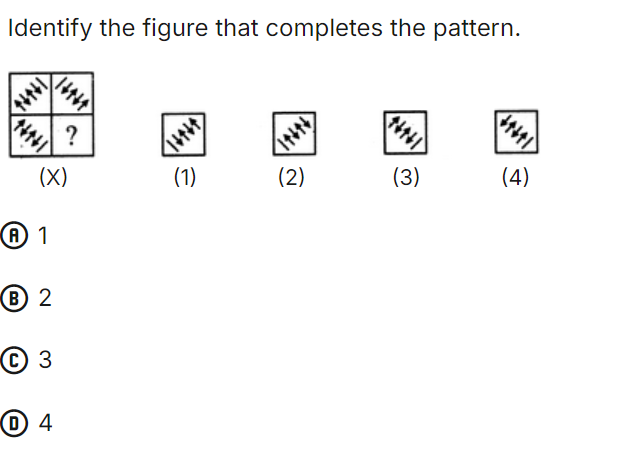 Identify the figure that completes the pattern.
?
(X) (1) (2) (3) (4)
A 1
B 2
C 3
D 4